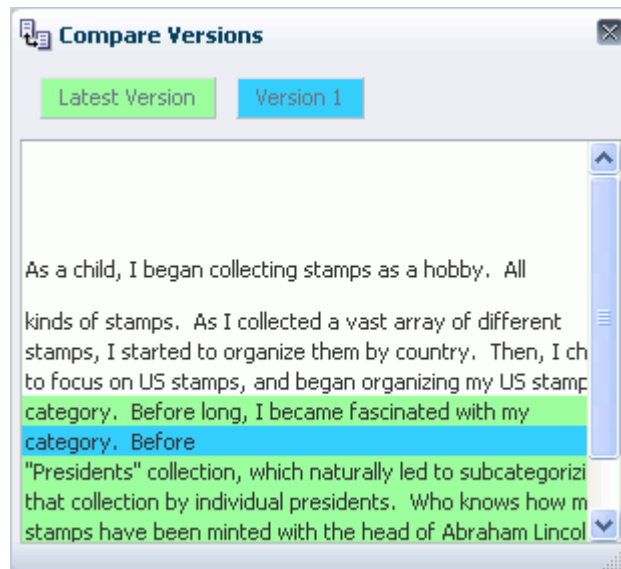 Compare Versions
Latest Version Version 1
As a child, I began collecting stamps as a hobby. All
kinds of stamps. As I collected a vast array of different
stamps, I started to organize them by country. Then, I ch
to focus on US stamps, and began organizing my US stamp
category. Before long, I became fascinated with my
category. Before
"Presidents" collection, which naturally led to subcategorizi
that collection by individual presidents. Who knows how m
stamps have been minted with the head of Abraham Lincol